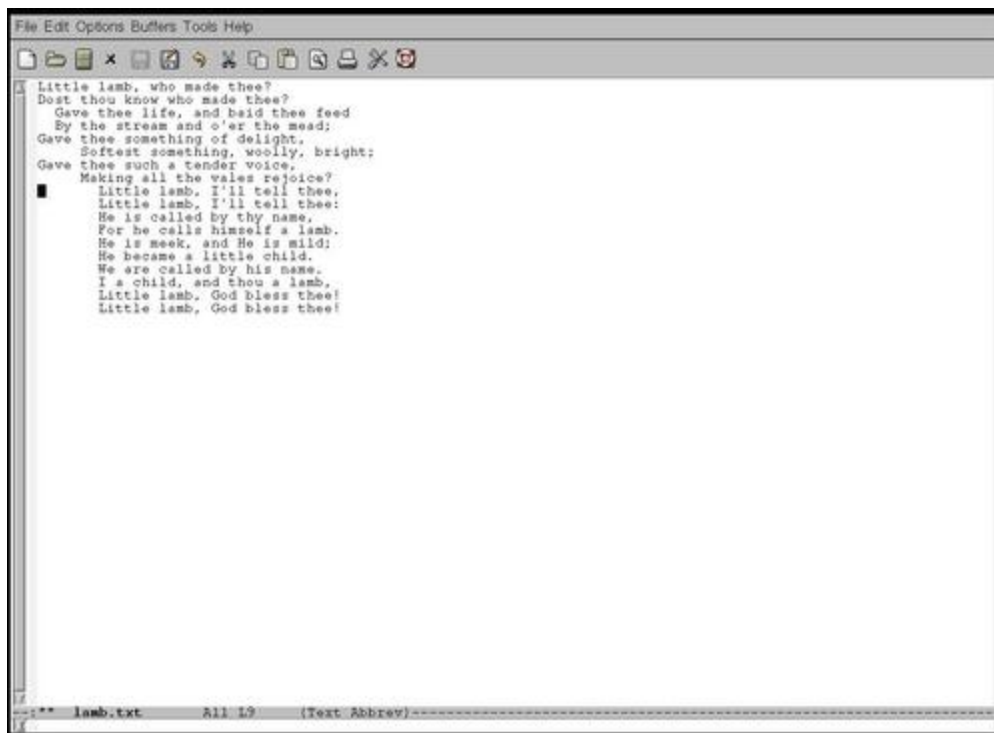 File Edit Options Buffers Tools Help
Little lamb, who made thee?
Dost thou know who made thee?
Gave thee life, and baid thee feed
By the stream and o'er the mead;
Gave thee something of delight,
Softest something, woolly, bright;
Gave thee such a tender voice,
Making all the vales rejoice?
Little lamb, I'll tell thee,
Little lamb, I'll tell thee:
He is called by thy name,
For he calls himself a lamb.
He is meek, and He is mild;
He became a little child.
We are called by his name.
I a child, and thou a lamb,
Little lamb, God bless thee!
Little lamb, God bless thee!
--:** lamb.txt All L9 (Text Abbrev)--------------------------------------------------